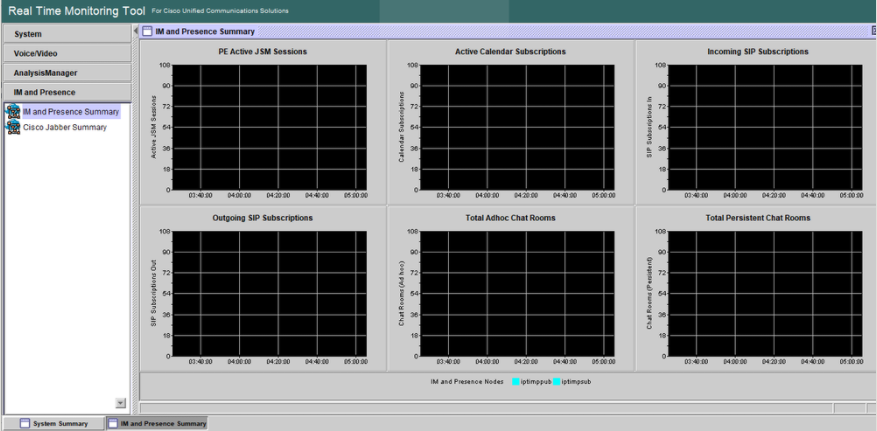 Real Time Monitoring Tool For Cisco Unified Communications Solutions
System
Voice/Video
AnalysisManager
IM and Presence
IM and Presence Summary
Cisco Jabber Summary
IM and Presence Summary
PE Active JSM Sessions
Active JSM Sessions
108
90
72
54
36
18
0
03:40:00 04:00:00 04:20:00 04:40:00 05:00:00
Active Calendar Subscriptions
Calendar Subscriptions
108
90
72
54
36
18
0
03:40:00 04:00:00 04:20:00 04:40:00 05:00:00
Incoming SIP Subscriptions
SIP Subscriptions In
108
90
72
54
36
18
0
03:40:00 04:00:00 04:20:00 04:40:00 05:00:00
Outgoing SIP Subscriptions
SIP Subscriptions Out
108
90
72
54
36
18
0
03:40:00 04:00:00 04:20:00 04:40:00 05:00:00
Total Adhoc Chat Rooms
Chat Rooms (Ad hoc)
108
90
72
54
36
18
0
03:40:00 04:00:00 04:20:00 04:40:00 05:00:00
Total Persistent Chat Rooms
Chat Rooms (Persistent)
108
90
72
54
36
18
0
03:40:00 04:00:00 04:20:00 04:40:00 05:00:00
IM and Presence Nodes iptimppub iptimpsub
System Summary IM and Presence Summary